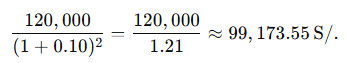 120,000 / (1 + 0.10)² = 120,000 / 1.21 ≈ 99,173.55 S/.